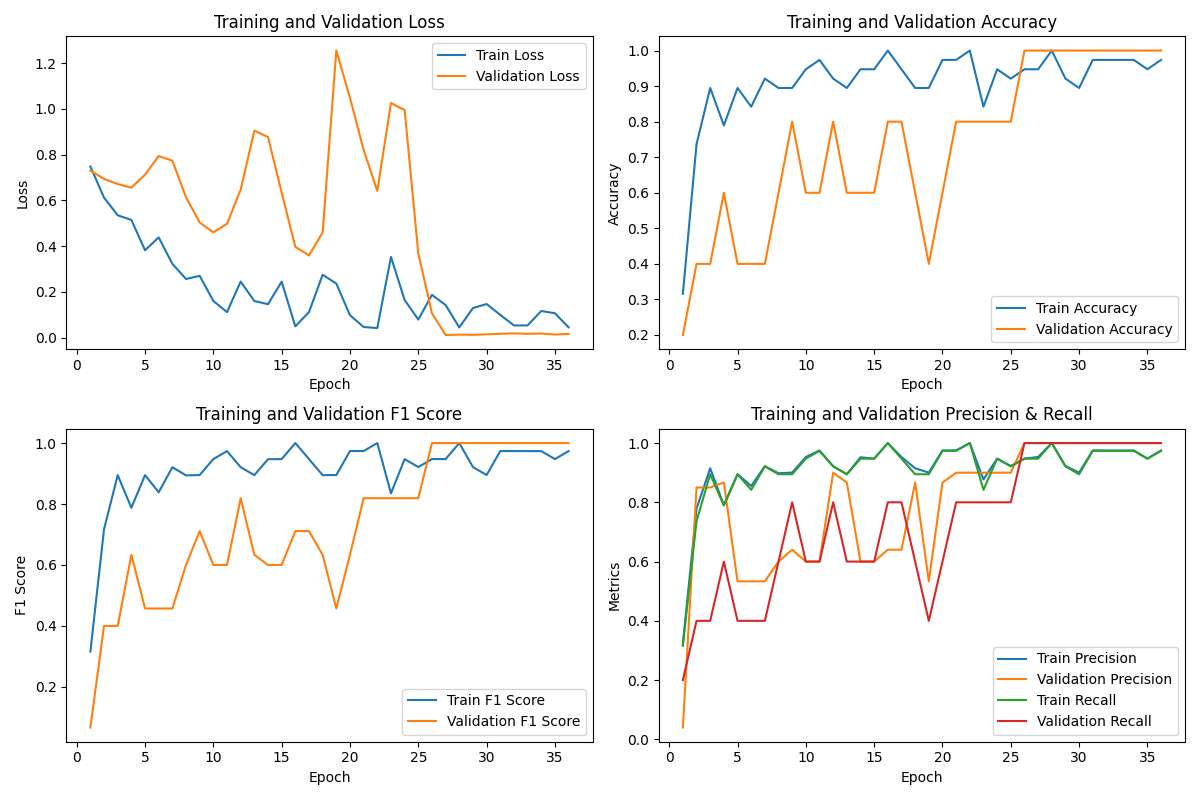 Training and Validation Loss
1.2
1.0
0.8
0.6
0.4
0.2
0.0
Loss
Train Loss
Validation Loss
0 5 10 15 20 25 30 35
Epoch
Training and Validation Accuracy
1.0
0.9
0.8
0.7
0.6
0.5
0.4
0.3
0.2
Accuracy
Train Accuracy
Validation Accuracy
0 5 10 15 20 25 30 35
Epoch
Training and Validation F1 Score
1.0
0.8
0.6
0.4
0.2
F1 Score
Train F1 Score
Validation F1 Score
0 5 10 15 20 25 30 35
Epoch
Training and Validation Precision & Recall
1.0
0.8
0.6
0.4
0.2
0.0
Metrics
Train Precision
Validation Precision
Train Recall
Validation Recall
0 5 10 15 20 25 30 35
Epoch